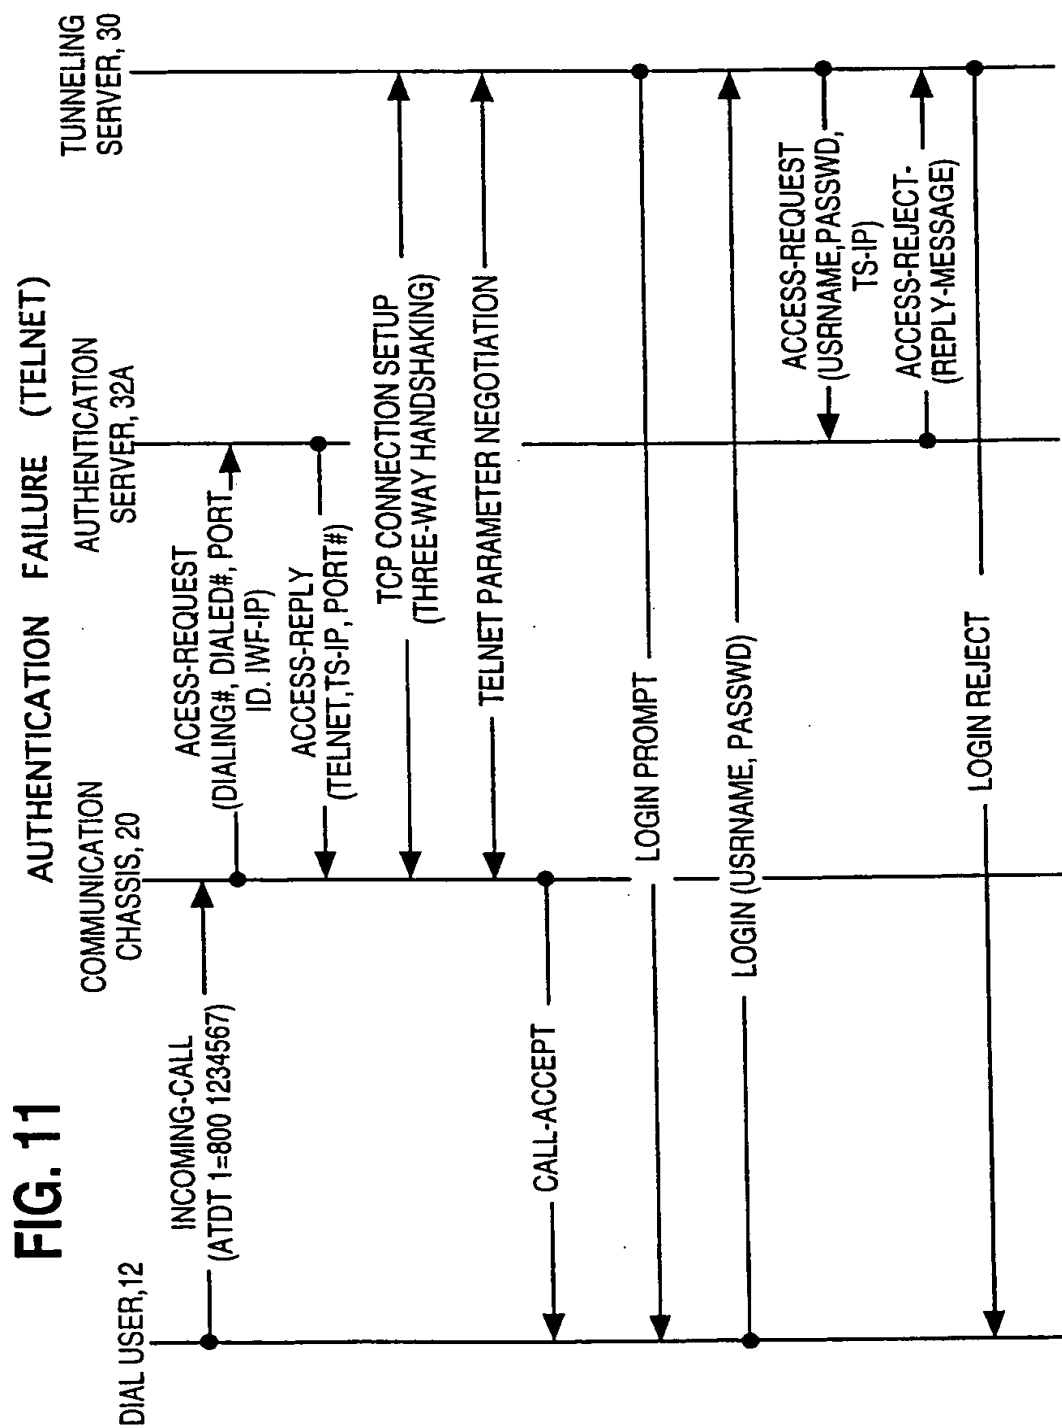 FIG. 11
AUTHENTICATION FAILURE (TELNET)
DIAL USER,12
COMMUNICATION
CHASSIS, 20
AUTHENTICATION
SERVER, 32A
TUNNELING
SERVER, 30
INCOMING-CALL
(ATDT 1=800 1234567)
ACESS-REQUEST
(DIALING#, DIALED#, PORT
ID. IWF-IP)
ACCESS-REPLY
(TELNET,TS-IP, PORT#)
TCP CONNECTION SETUP
(THREE-WAY HANDSHAKING)
TELNET PARAMETER NEGOTIATION
CALL-ACCEPT
LOGIN PROMPT
LOGIN (USRNAME, PASSWD)
ACCESS-REQUEST
(USRNAME,PASSWD,
TS-IP)
ACCESS-REJECT-
(REPLY-MESSAGE)
LOGIN REJECT